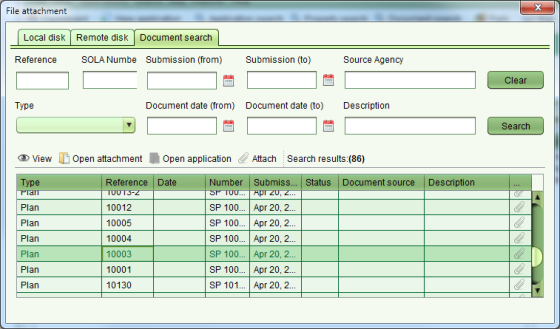 File attachment
Local disk Remote disk Document search
Reference SOLA Number Submission (from) Submission (to) Source Agency
Clear
Type Document date (from) Document date (to) Description
Search
View Open attachment Open application Attach Search results:(86)
Type Reference Date Number Submiss... Status Document source Description ...
Plan 10013-2 SP 100... Apr 20, 2...
Plan 10012 SP 100... Apr 20, 2...
Plan 10005 SP 100... Apr 20, 2...
Plan 10004 SP 100... Apr 20, 2...
Plan 10003 SP 100... Apr 20, 2...
Plan 10001 SP 100... Apr 20, 2...
Plan 10130 SP 101... Apr 20, 2...